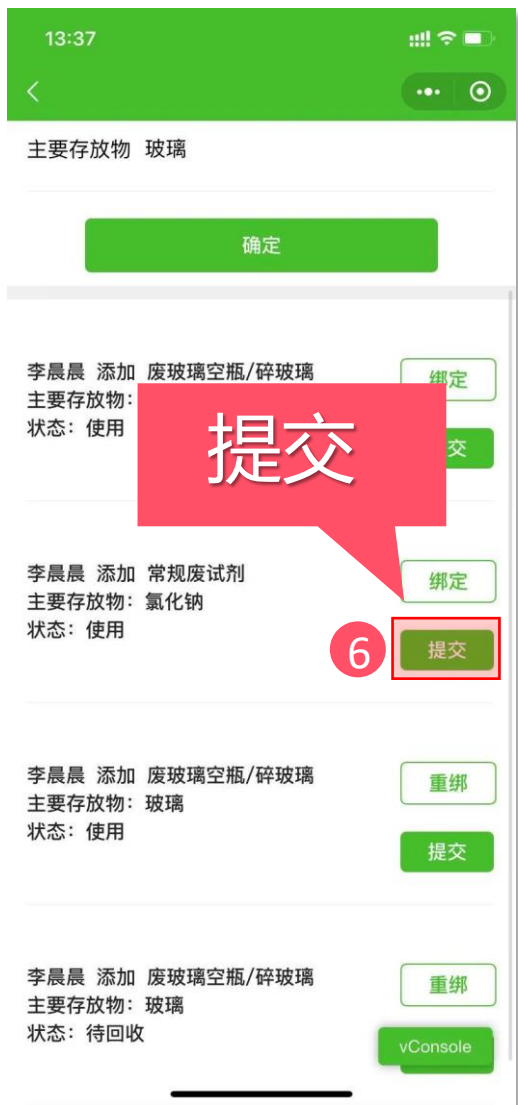 13:37
主要存放物 玻璃
确定
李晨晨 添加 废玻璃空瓶/碎玻璃
绑定
主要存放物:
状态: 使用
交
提交
李晨晨 添加 常规废试剂
绑定
主要存放物: 氯化钠
状态: 使用
6
提交
李晨晨 添加 废玻璃空瓶/碎玻璃
重绑
主要存放物: 玻璃
状态: 使用
提交
李晨晨 添加 废玻璃空瓶/碎玻璃
重绑
主要存放物: 玻璃
状态: 待回收
vConsole